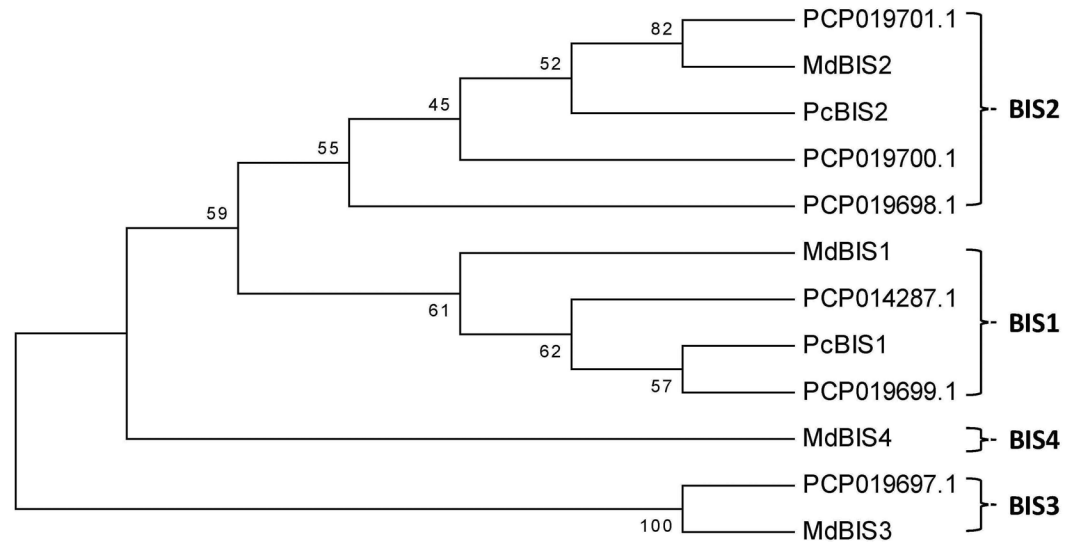 PCP019701.1
82
MdBIS2
52
PcBIS2
BIS2
45
PCP019700.1
55
PCP019698.1
59
MdBIS1
PCP014287.1
61
BIS1
PcBIS1
62
PCP019699.1
57
MdBIS4
BIS4
PCP019697.1
BIS3
100
MdBIS3